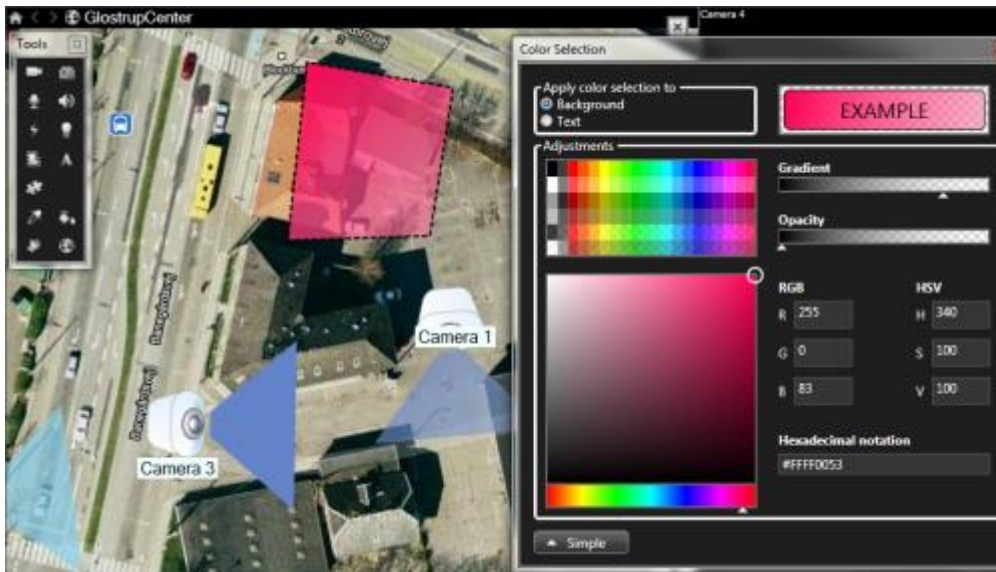 GlostrupCenter
Camera 4
Tools
Color Selection
Apply color selection to
Background
Text
EXAMPLE
Adjustments
Gradient
Opacity
RGB
HSV
R 255
H 340
G 0
S 100
B 83
V 100
Hexadecimal notation
#FFFF0053
Simple
A
Camera 1
Camera 3